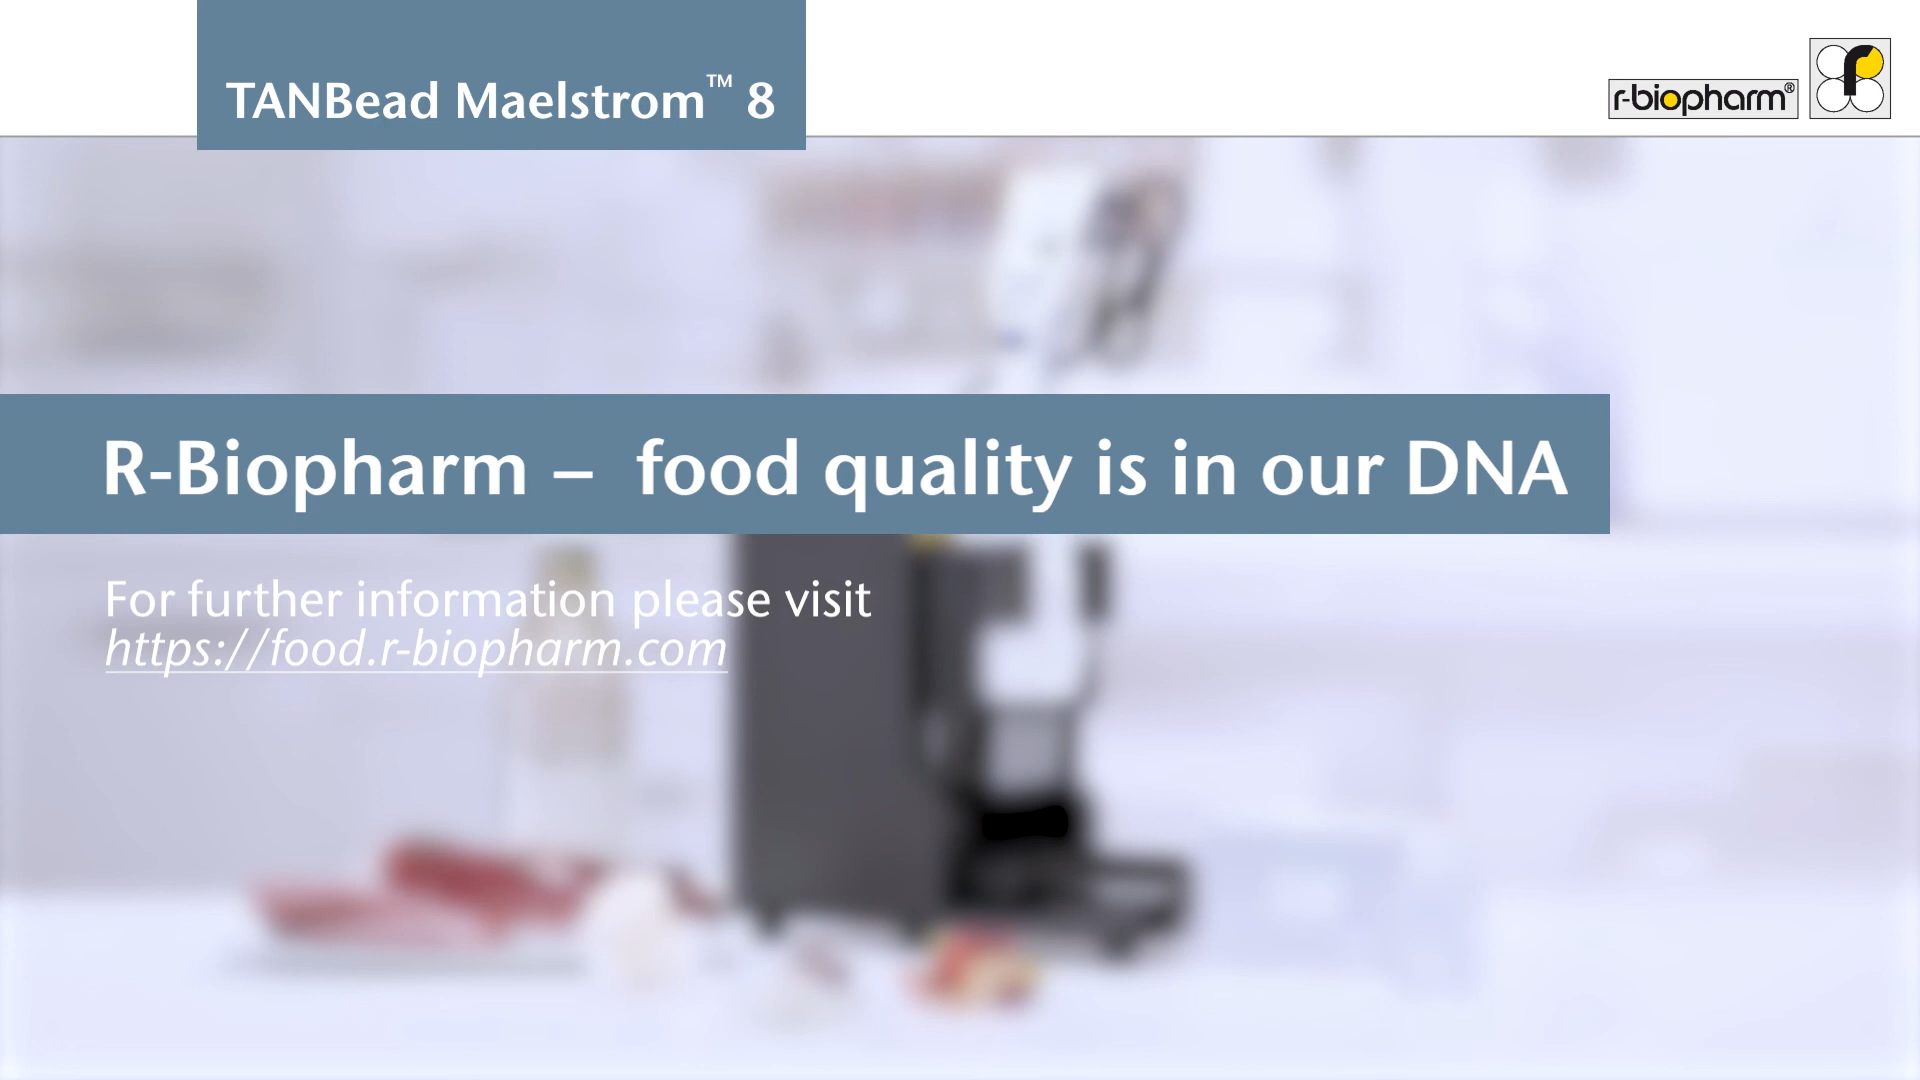 TANBead Maelstrom™ 8
r-biopharm®
R-Biopharm – food quality is in our DNA
For further information please visit
https://food.r-biopharm.com